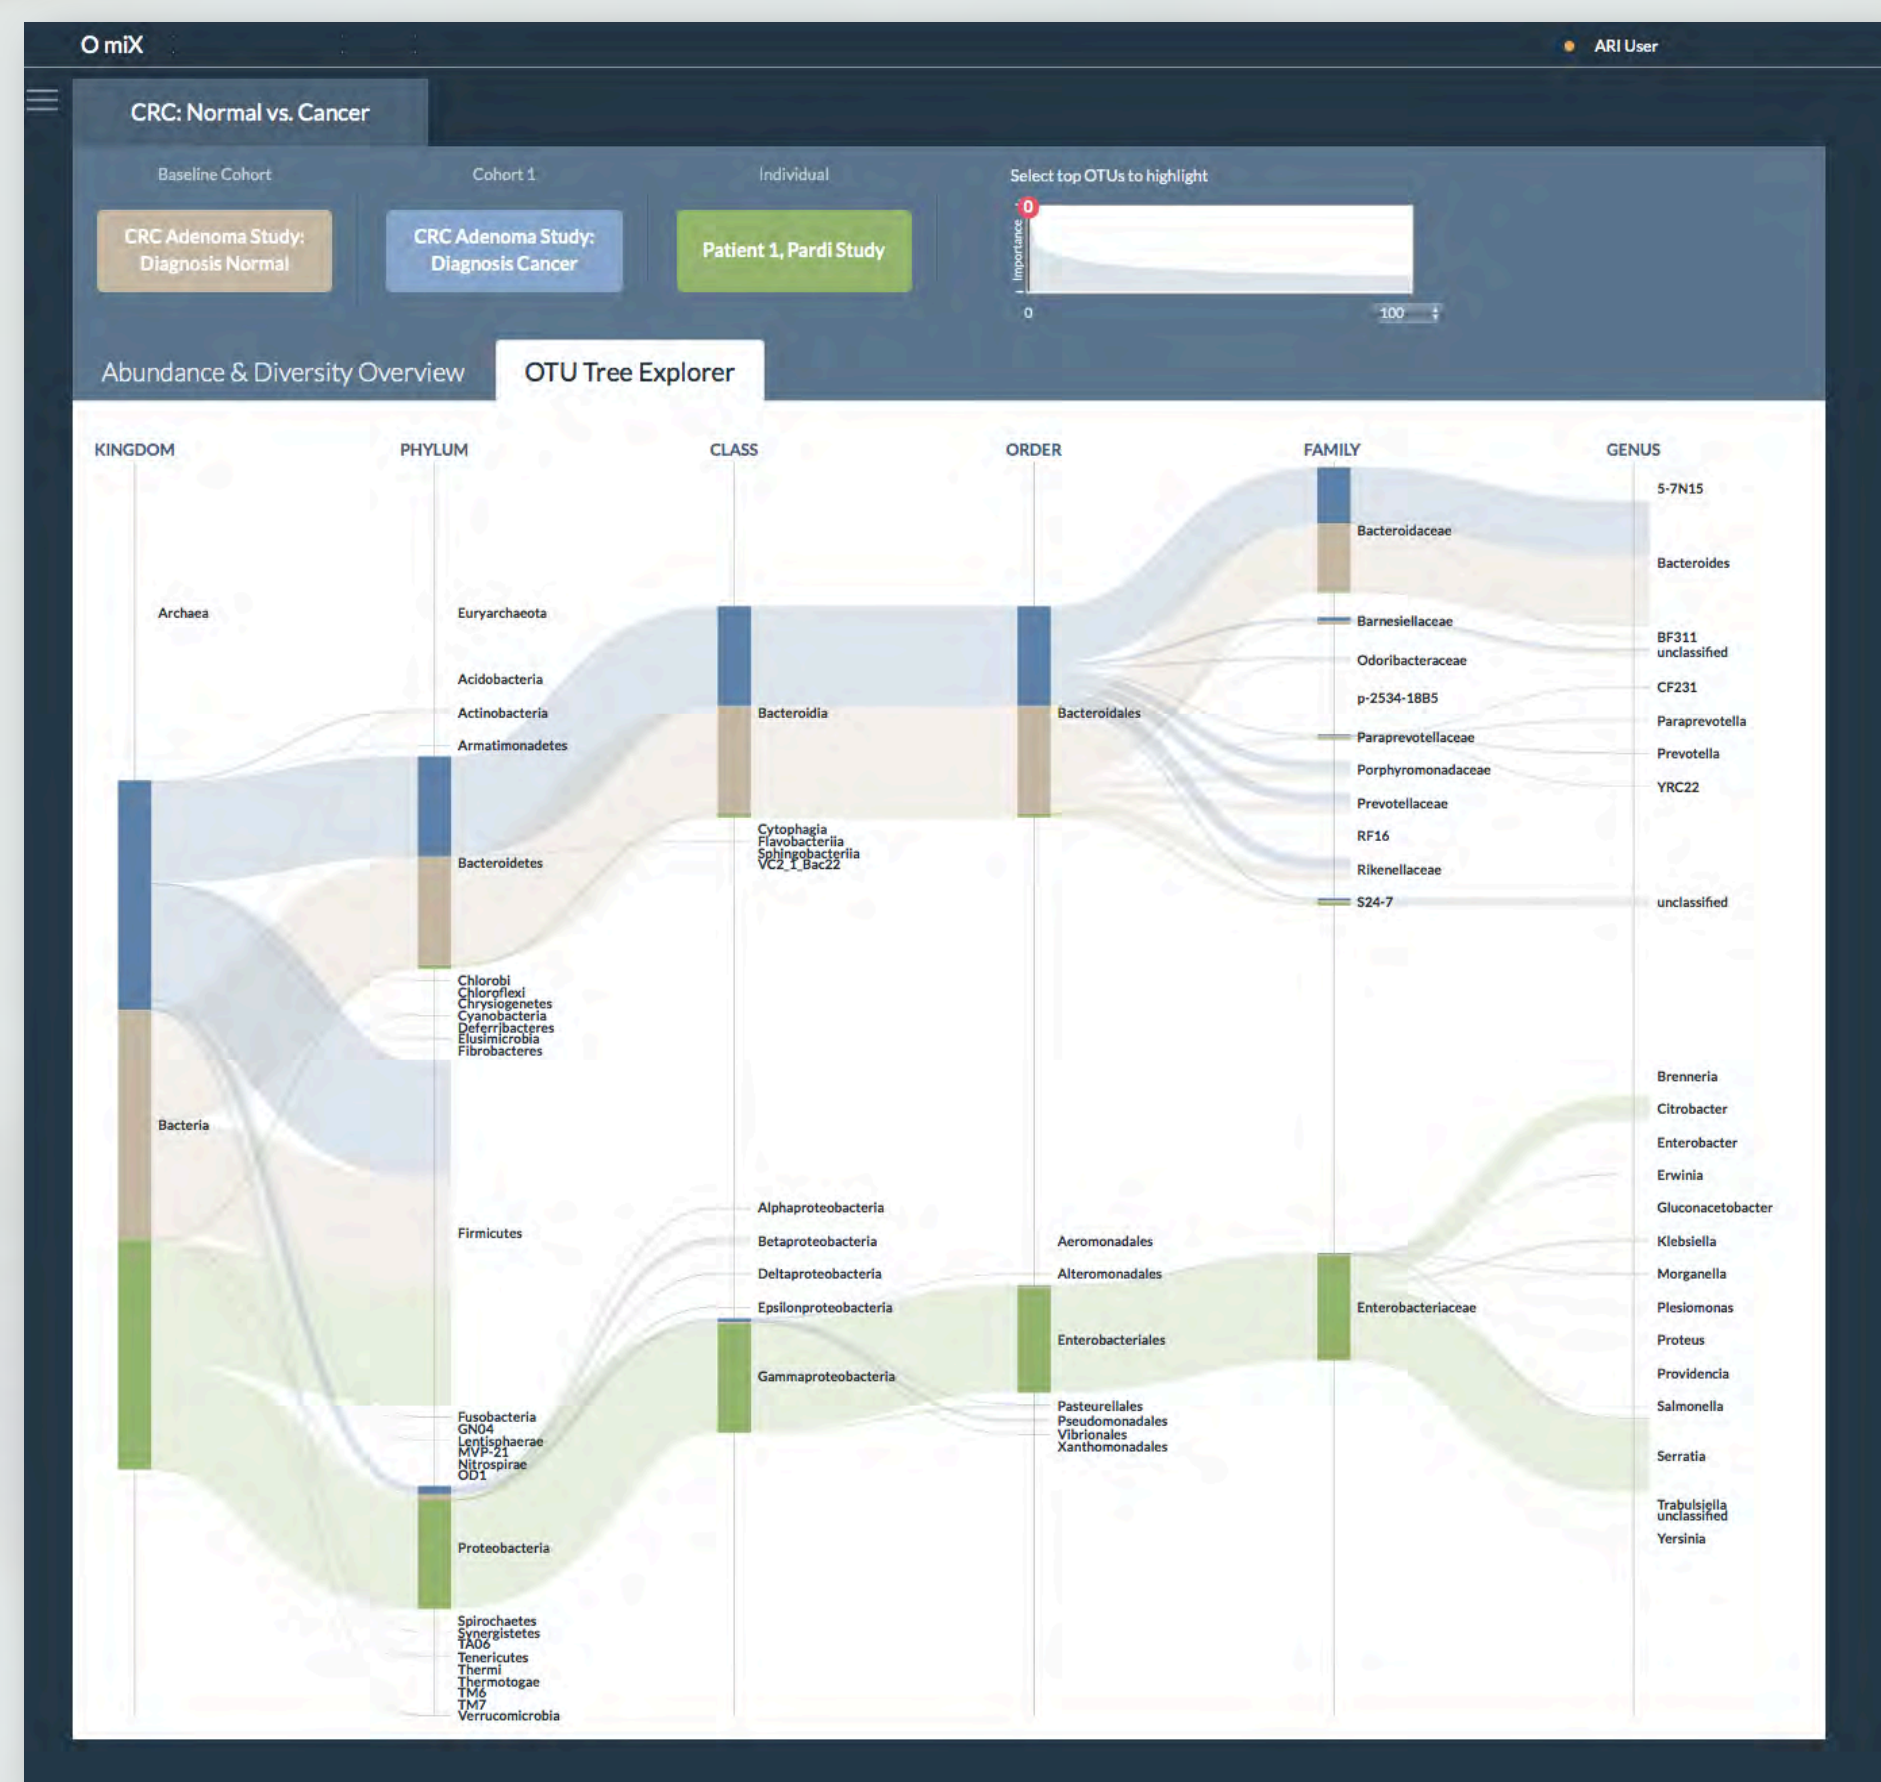 O miX
ARI User
CRC: Normal vs. Cancer
Baseline Cohort
Cohort 1
Individual
Select top OTUs to highlight
CRC Adenoma Study:
Diagnosis Normal
CRC Adenoma Study:
Diagnosis Cancer
Patient 1, Pardi Study
0
Importance
0
100
Abundance & Diversity Overview
OTU Tree Explorer
KINGDOM
PHYLUM
CLASS
ORDER
FAMILY
GENUS
Archaea
Bacteria
Euryarchaeota
Acidobacteria
Actinobacteria
Armatimonadetes
Bacteroidetes
Chlorobi
Chloroflexi
Chrysiogenetes
Cyanobacteria
Deferribacteres
Elusimicrobia
Fibrobacteres
Firmicutes
Fusobacteria
GN04
Lentisphaerae
MVP-21
Nitrospirae
OD1
Proteobacteria
Spirochaetes
Synergistetes
TA06
Tenericutes
Thermi
Thermotogae
TM6
TM7
Verrucomicrobia
Bacteroidia
Cytophagia
Flavobacteriia
Sphingobacteriia
VC2_1_Bac22
Alphaproteobacteria
Betaproteobacteria
Deltaproteobacteria
Epsilonproteobacteria
Gammaproteobacteria
Bacteroidales
Aeromonadales
Alteromonadales
Enterobacteriales
Pasteurellales
Pseudomonadales
Vibrionales
Xanthomonadales
Bacteroidaceae
Barnesiellaceae
Odoribacteraceae
p-2534-18B5
Paraprevotellaceae
Porphyromonadaceae
Prevotellaceae
RF16
Rikenellaceae
S24-7
Enterobacteriaceae
5-7N15
Bacteroides
BF311
unclassified
CF231
Paraprevotella
Prevotella
YRC22
unclassified
Brenneria
Citrobacter
Enterobacter
Erwinia
Gluconacetobacter
Klebsiella
Morganella
Plesiomonas
Proteus
Providencia
Salmonella
Serratia
Trabulsiella
unclassified
Yersinia